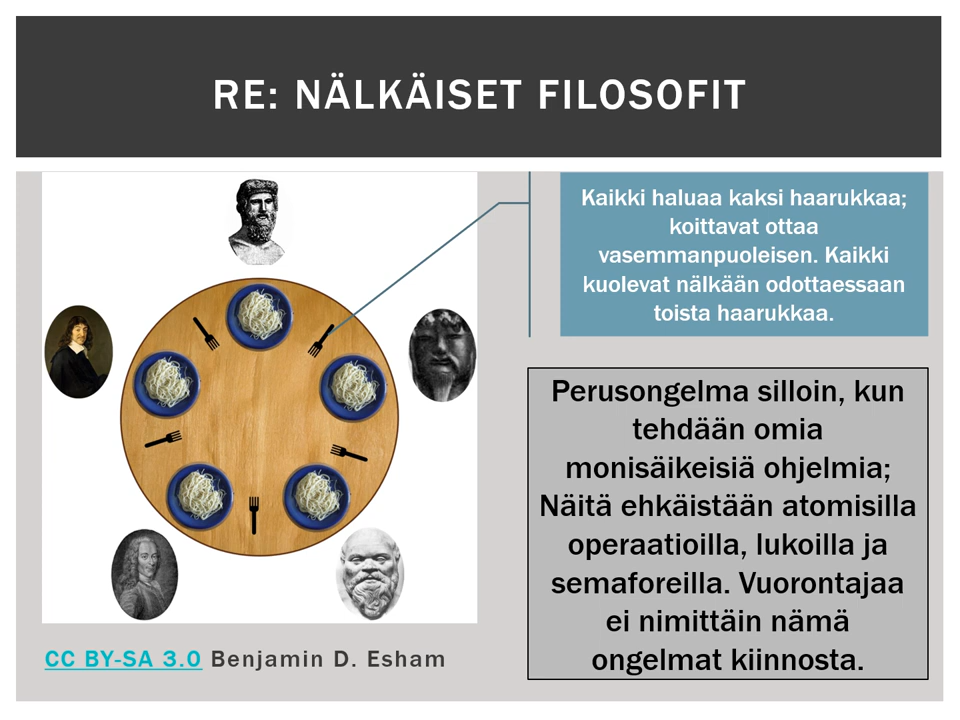 RE: NÄLKÄISET FILOSOFIT
Kaikki haluaa kaksi haarukkaa;
koittavat ottaa
vasemmanpuoleisen. Kaikki
kuolevat nälkään odottaessaan
toista haarukkaa.
Perusongelma silloin, kun
tehdään omia
monisäikeisiä ohjelmia;
Näitä ehkäistään atomisilla
operaatioilla, lukoilla ja
semaforeilla. Vuorontajaa
ei nimittäin nämä
ongelmat kiinnosta.
CC BY-SA 3.0 Benjamin D. Esham